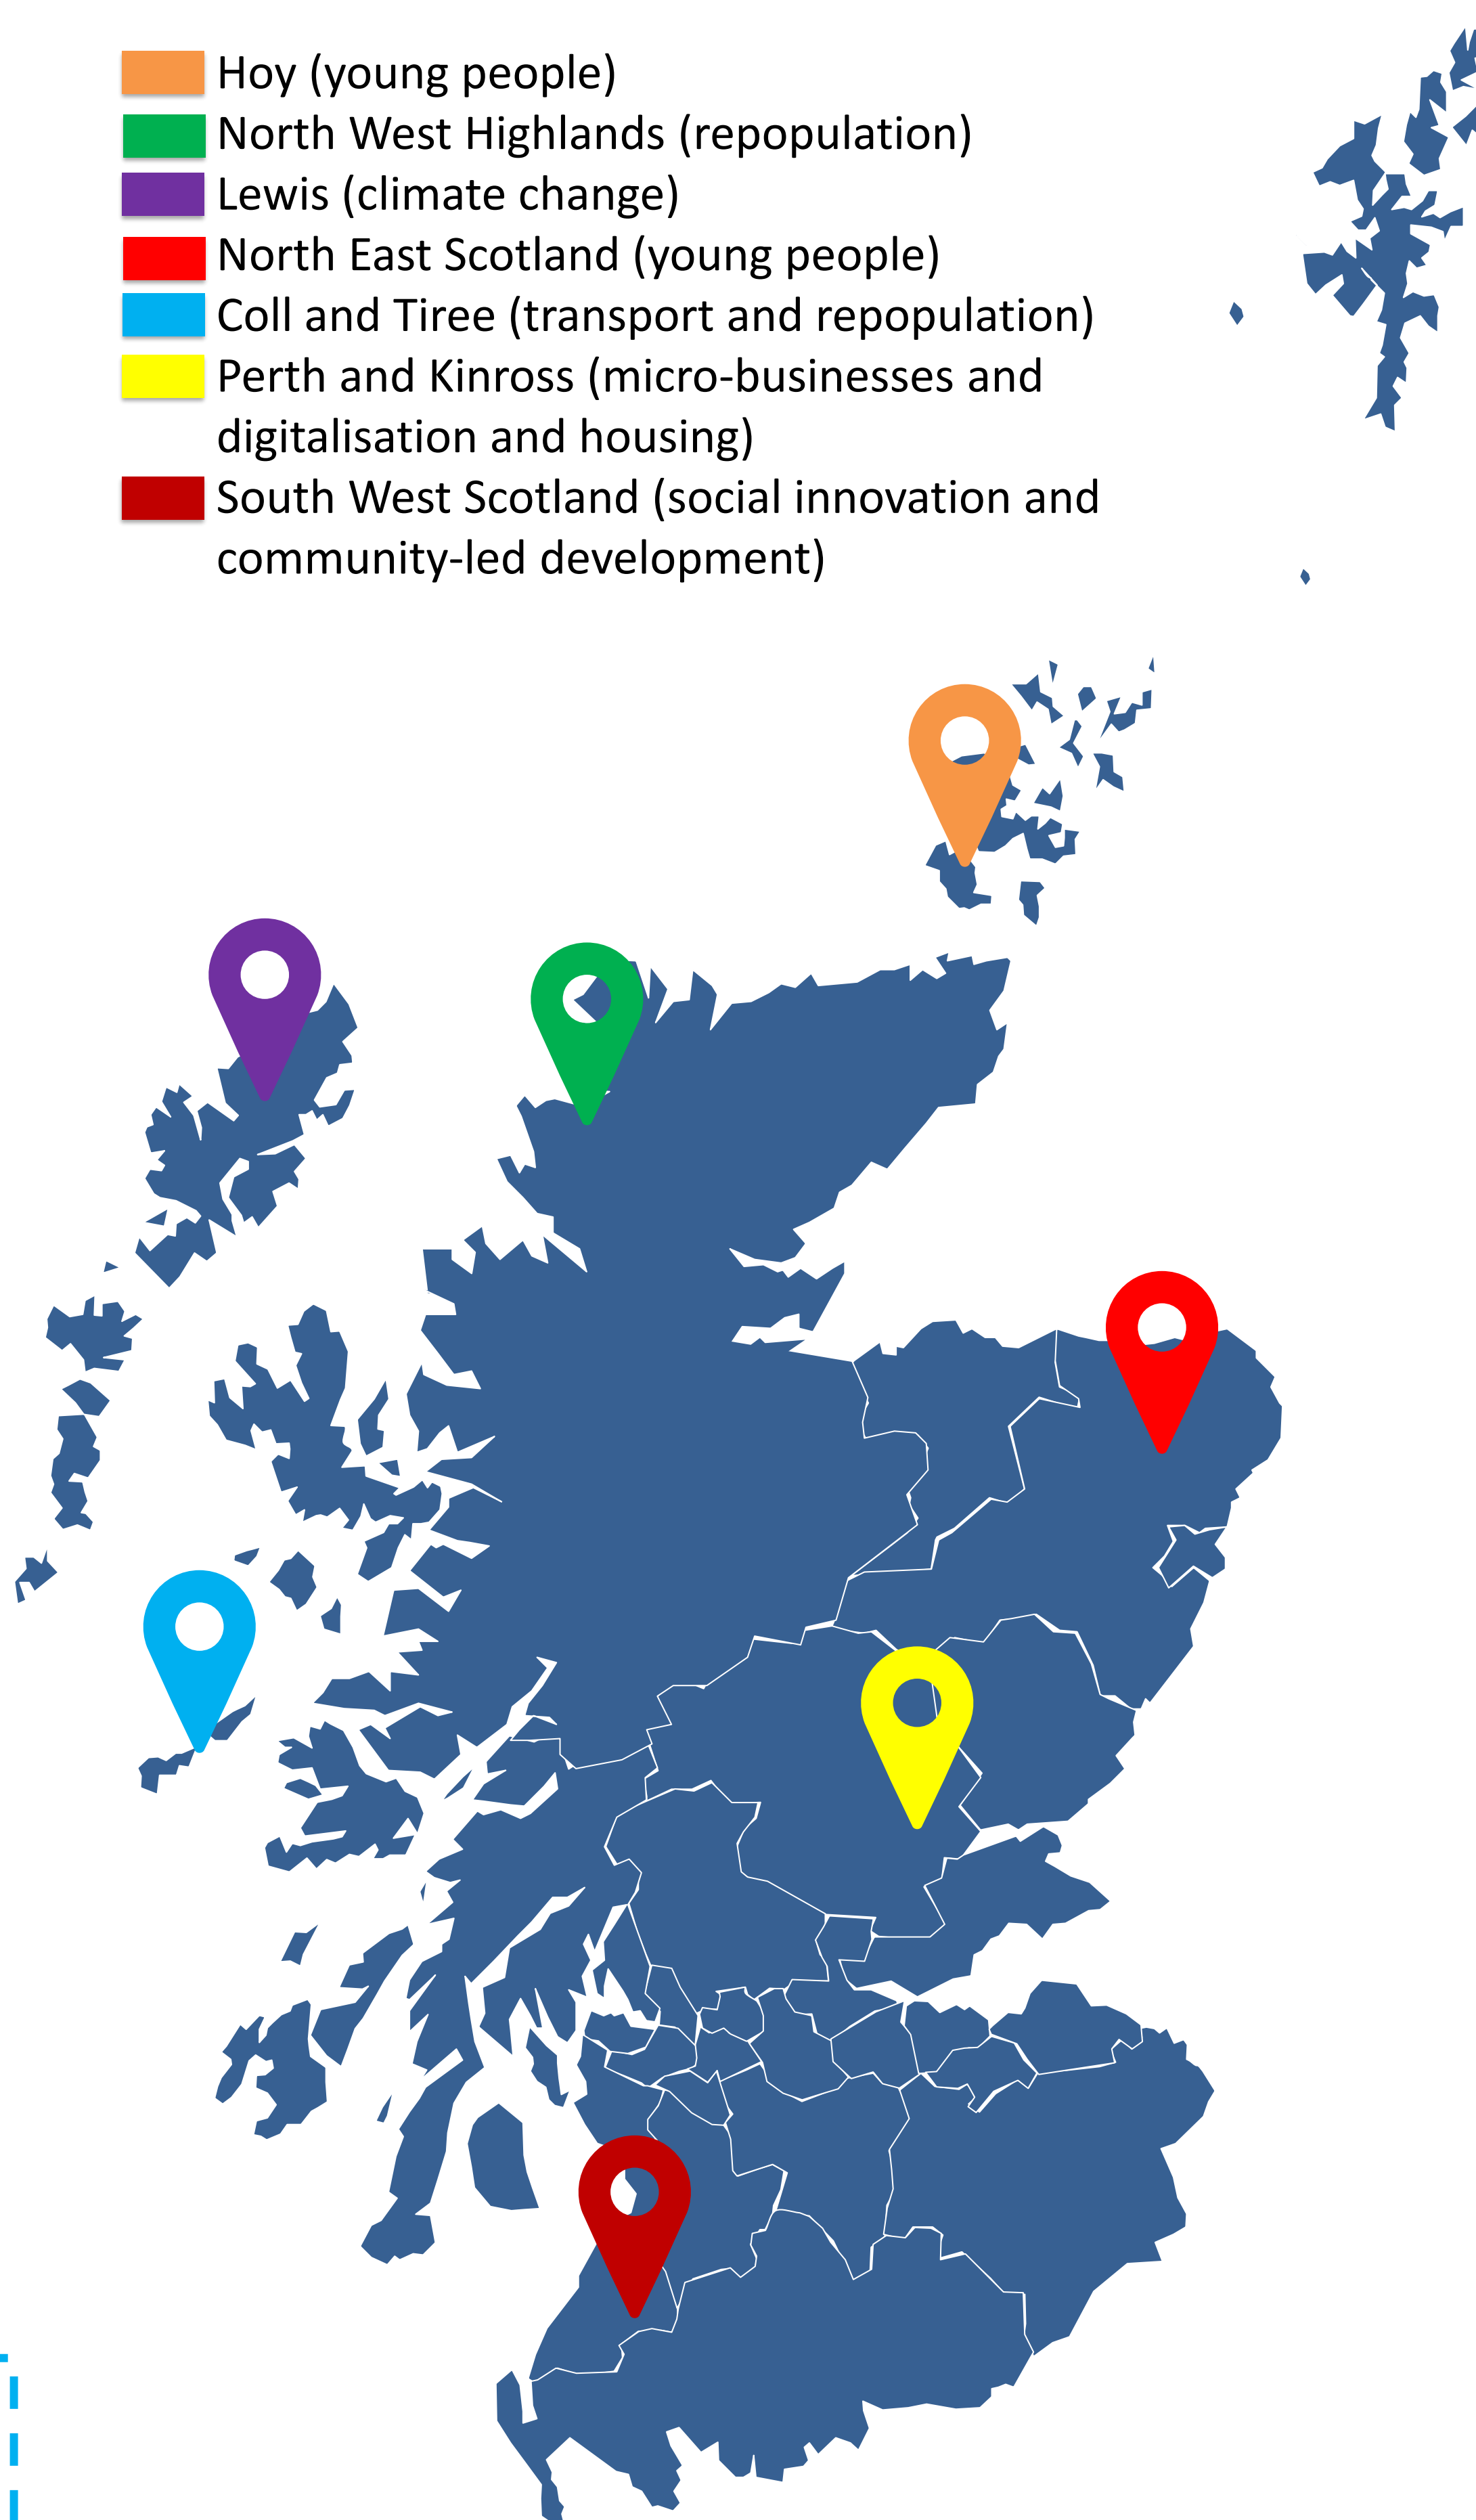 Hoy (young people)
North West Highlands (repopulation)
Lewis (climate change)
North East Scotland (young people)
Coll and Tiree (transport and repopulation)
Perth and Kinross (micro-businesses and
digitalisation and housing)
South West Scotland (social innovation and
community-led development)